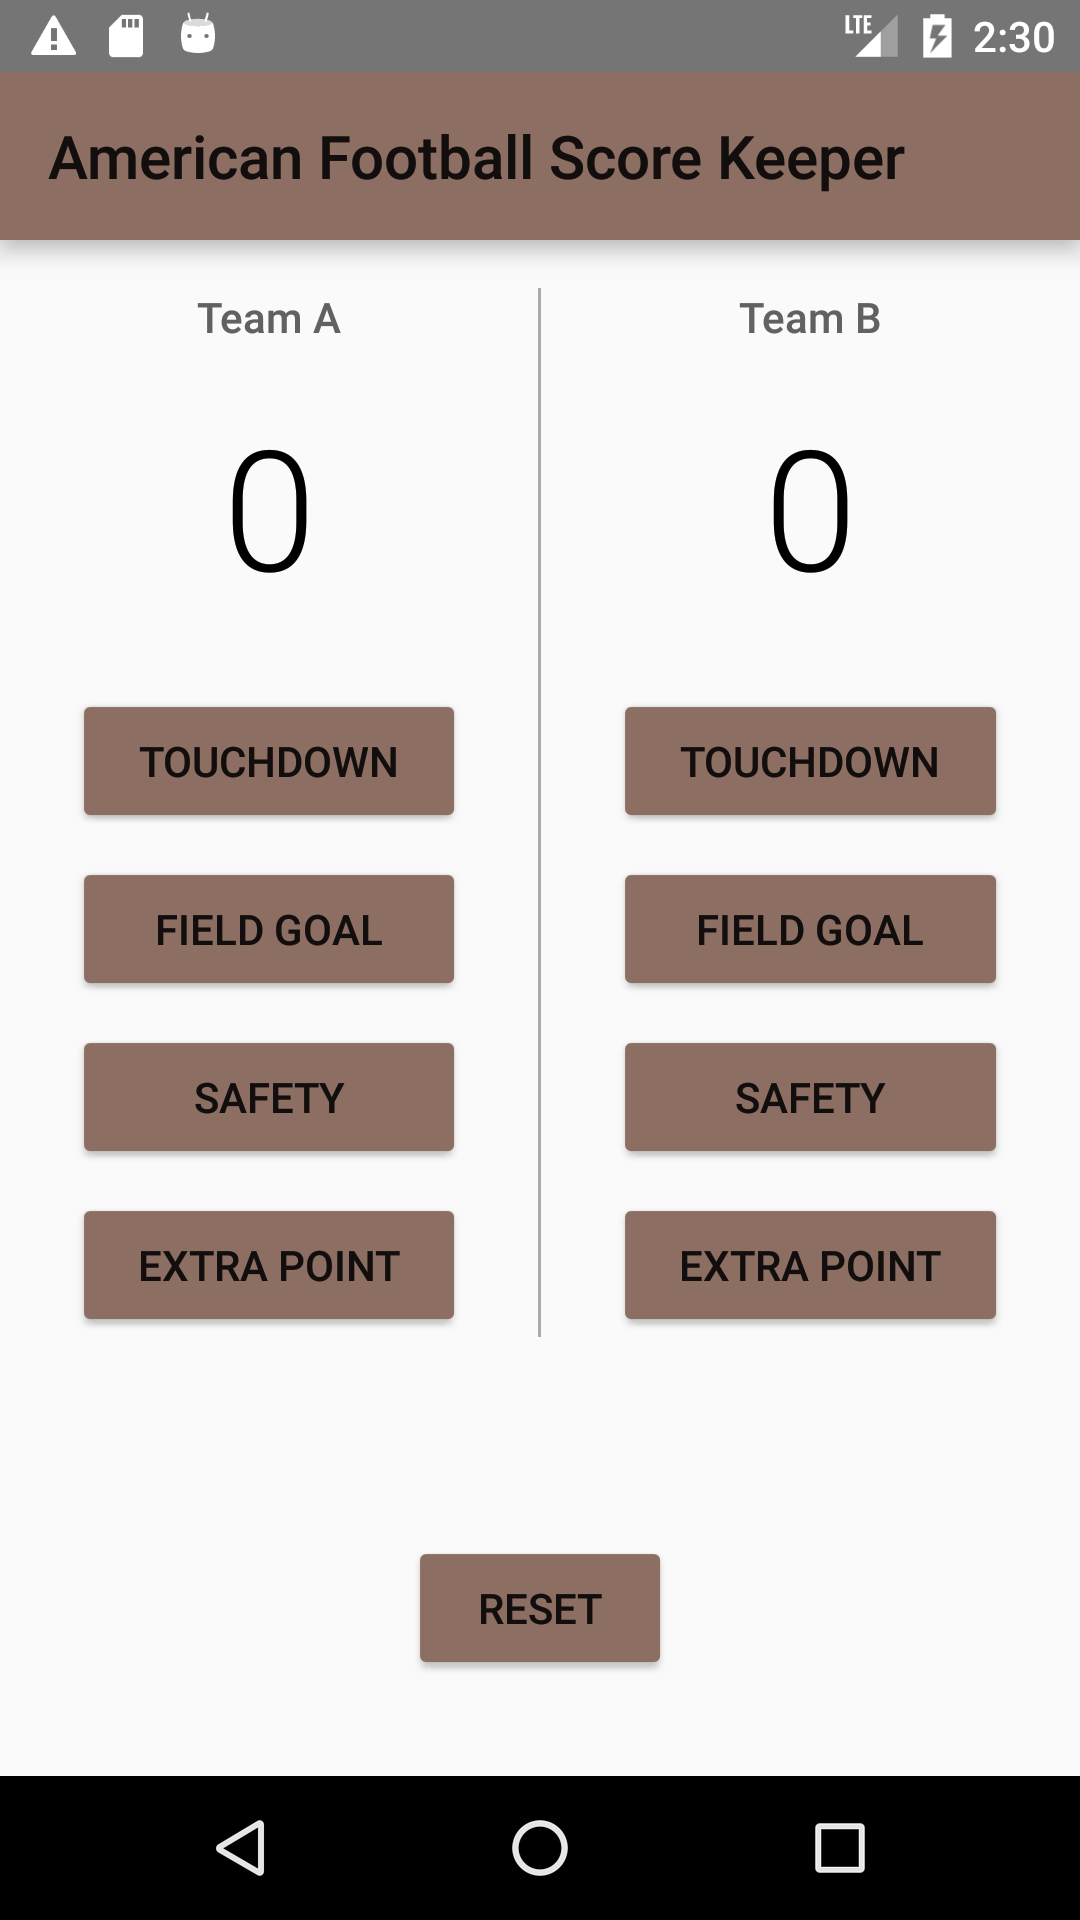 LTE 2:30
American Football Score Keeper
Team A Team B
0 0
TOUCHDOWN TOUCHDOWN
FIELD GOAL FIELD GOAL
SAFETY SAFETY
EXTRA POINT EXTRA POINT
RESET